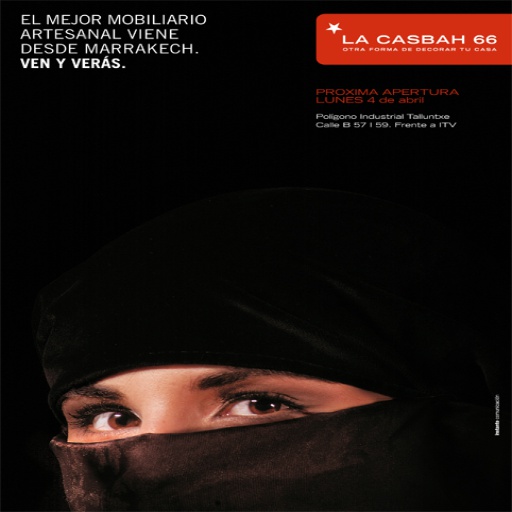 EL MEJOR MOBILIARIO
ARTESANAL VIENE
DESDE MARRAKECH.
VEN Y VERÁS.
LA CASBAH 66
OTRA FORMA DE DECORAR TU CASA
PROXIMA APERTURA
LUNES 4 de abril
Polígono Industrial Talluntxe
Calle B 57 I 59. Frente a ITV
comunicación